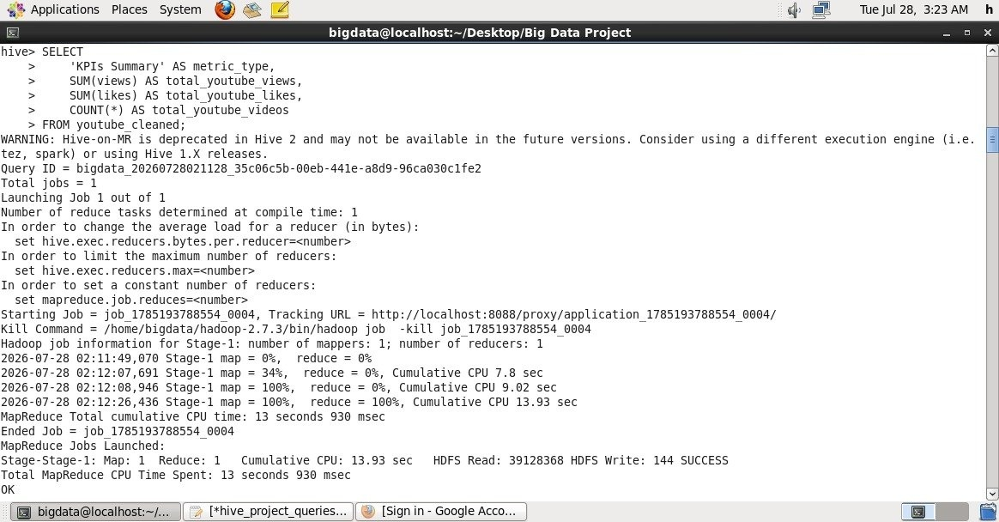 Applications Places System Tue Jul 28, 3:23 AM h
bigdata@localhost:~/Desktop/Big Data Project
hive> SELECT
    >     'KPIs Summary' AS metric_type,
    >     SUM(views) AS total_youtube_views,
    >     SUM(likes) AS total_youtube_likes,
    >     COUNT(*) AS total_youtube_videos
    > FROM youtube_cleaned;
WARNING: Hive-on-MR is deprecated in Hive 2 and may not be available in the future versions. Consider using a different execution engine (i.e.
tez, spark) or using Hive 1.X releases.
Query ID = bigdata_20260728021128_35c06c5b-00eb-441e-a8d9-96ca030c1fe2
Total jobs = 1
Launching Job 1 out of 1
Number of reduce tasks determined at compile time: 1
In order to change the average load for a reducer (in bytes):
  set hive.exec.reducers.bytes.per.reducer=<number>
In order to limit the maximum number of reducers:
  set hive.exec.reducers.max=<number>
In order to set a constant number of reducers:
  set mapreduce.job.reduces=<number>
Starting Job = job_1785193788554_0004, Tracking URL = http://localhost:8088/proxy/application_1785193788554_0004/
Kill Command = /home/bigdata/hadoop-2.7.3/bin/hadoop job  -kill job_1785193788554_0004
Hadoop job information for Stage-1: number of mappers: 1; number of reducers: 1
2026-07-28 02:11:49,070 Stage-1 map = 0%,  reduce = 0%
2026-07-28 02:12:07,691 Stage-1 map = 34%,  reduce = 0%, Cumulative CPU 7.8 sec
2026-07-28 02:12:08,946 Stage-1 map = 100%,  reduce = 0%, Cumulative CPU 9.02 sec
2026-07-28 02:12:26,436 Stage-1 map = 100%,  reduce = 100%, Cumulative CPU 13.93 sec
MapReduce Total cumulative CPU time: 13 seconds 930 msec
Ended Job = job_1785193788554_0004
MapReduce Jobs Launched:
Stage-Stage-1: Map: 1  Reduce: 1   Cumulative CPU: 13.93 sec   HDFS Read: 39128368 HDFS Write: 144 SUCCESS
Total MapReduce CPU Time Spent: 13 seconds 930 msec
OK
bigdata@localhost:~/... [*hive_project_queries... [Sign in - Google Acco...